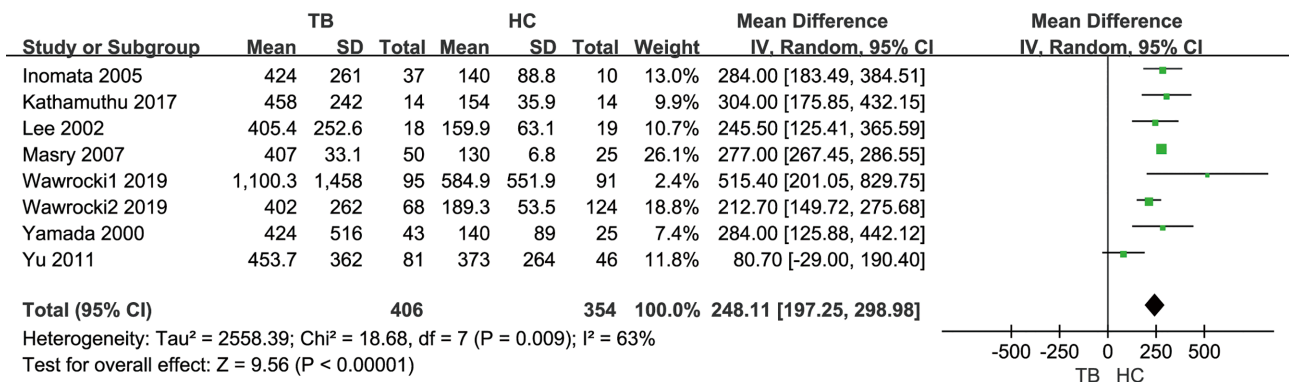 TB HC Mean Difference Mean Difference
Study or Subgroup Mean SD Total Mean SD Total Weight IV, Random, 95% CI IV, Random, 95% CI
Inomata 2005 424 261 37 140 88.8 10 13.0% 284.00 [183.49, 384.51]
Kathamuthu 2017 458 242 14 154 35.9 14 9.9% 304.00 [175.85, 432.15]
Lee 2002 405.4 252.6 18 159.9 63.1 19 10.7% 245.50 [125.41, 365.59]
Masry 2007 407 33.1 50 130 6.8 25 26.1% 277.00 [267.45, 286.55]
Wawrocki1 2019 1,100.3 1,458 95 584.9 551.9 91 2.4% 515.40 [201.05, 829.75]
Wawrocki2 2019 402 262 68 189.3 53.5 124 18.8% 212.70 [149.72, 275.68]
Yamada 2000 424 516 43 140 89 25 7.4% 284.00 [125.88, 442.12]
Yu 2011 453.7 362 81 373 264 46 11.8% 80.70 [-29.00, 190.40]
Total (95% CI) 406 354 100.0% 248.11 [197.25, 298.98]
Heterogeneity: Tau² = 2558.39; Chi² = 18.68, df = 7 (P = 0.009); I² = 63%
Test for overall effect: Z = 9.56 (P < 0.00001)
-500 -250 0 250 500
TB HC